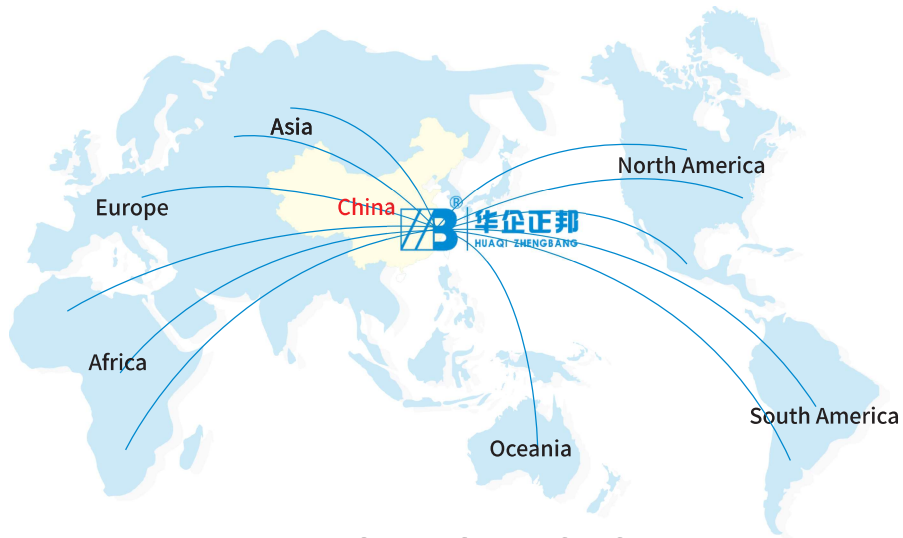 Asia
North America
Europe
China
®
华企正邦
HUAQI ZHENGBANG
Africa
South America
Oceania